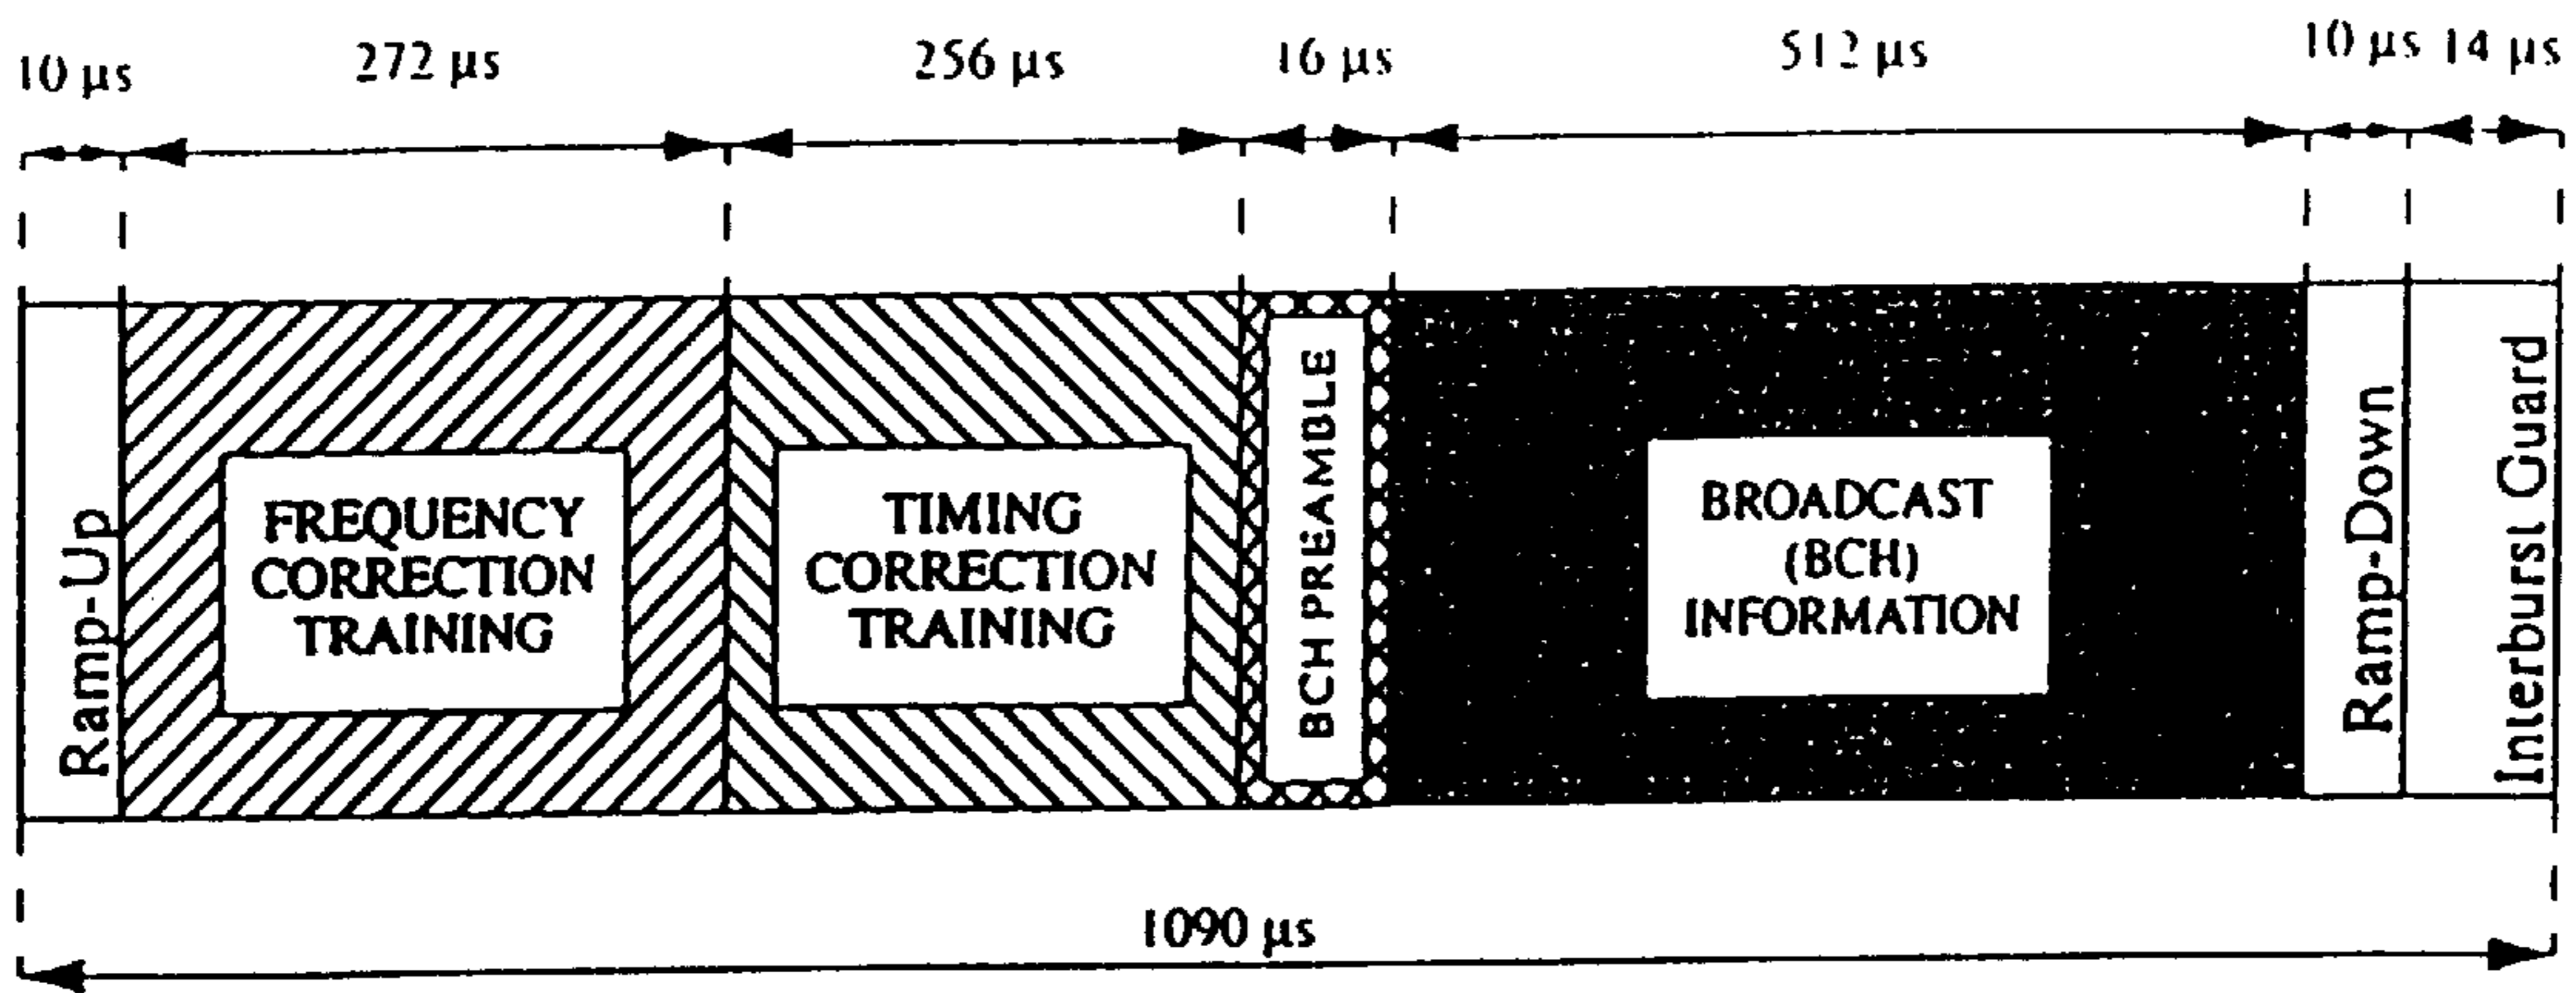 10 µs 272 µs 256 µs 16 µs 512 µs 10 µs 14 µs
Ramp-Up
FREQUENCY
CORRECTION
TRAINING
TIMING
CORRECTION
TRAINING
BCH PREAMBLE
BROADCAST
(BCH)
INFORMATION
Ramp-Down
Interburst Guard
1090 µs